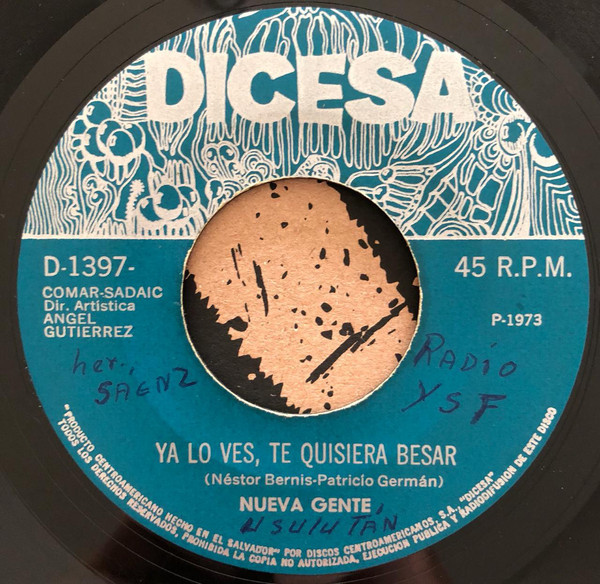 DICESA
D-1397-
45 R.P.M.
COMAR-SADAIC
Dir. Artistica
ANGEL
GUTIERREZ
P-1973
her.,
SAENZ
RADIO
YSF
YA LO VES, TE QUISIERA BESAR
(Néstor Bernis-Patricio Germán)
NUEVA GENTE
USULUTÁN
"PRODUCTO CENTROAMERICANO HECHO EN EL SALVADOR" POR DISCOS CENTROAMERICANOS, S.A. "DICESA"
TODOS LOS DERECHOS RESERVADOS, PROHIBIDA LA COPIA NO AUTORIZADA, EJECUCION PUBLICA Y RADIODIFUSION DE ESTE DISCO